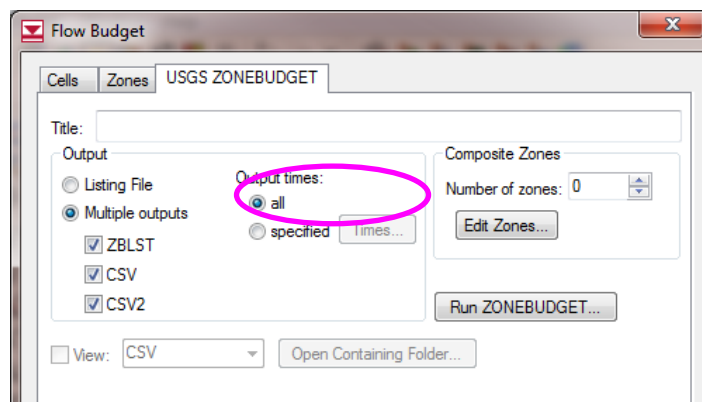 Flow Budget
Cells Zones USGS ZONEBUDGET
Title:
Output
Listing File
Multiple outputs
ZBLST
CSV
CSV2
Output times:
all
specified Times...
Composite Zones
Number of zones: 0
Edit Zones...
Run ZONEBUDGET...
View: CSV Open Containing Folder...